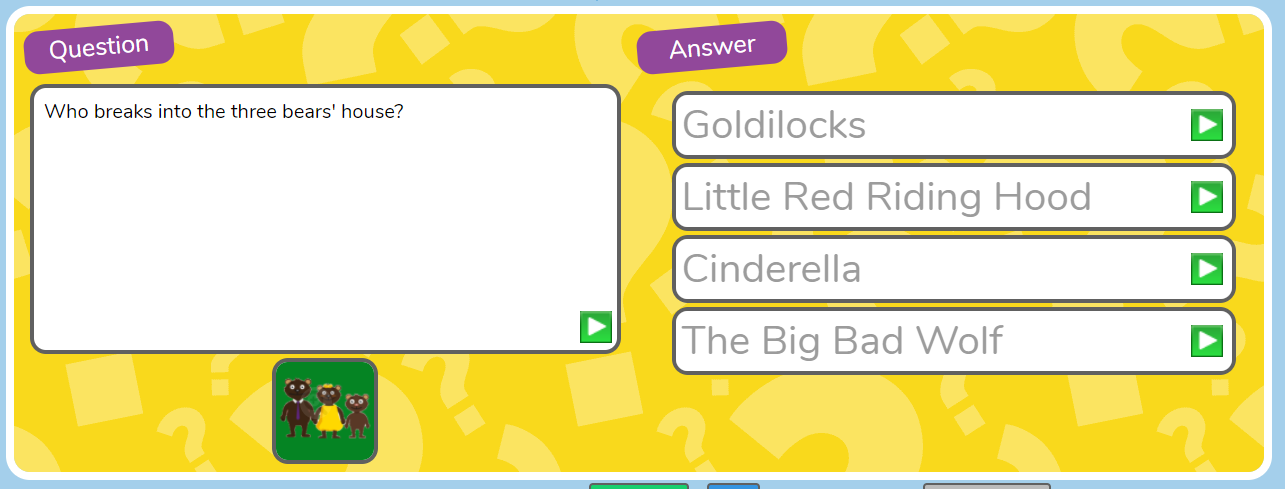 Question
Who breaks into the three bears' house?
Answer
Goldilocks
Little Red Riding Hood
Cinderella
The Big Bad Wolf